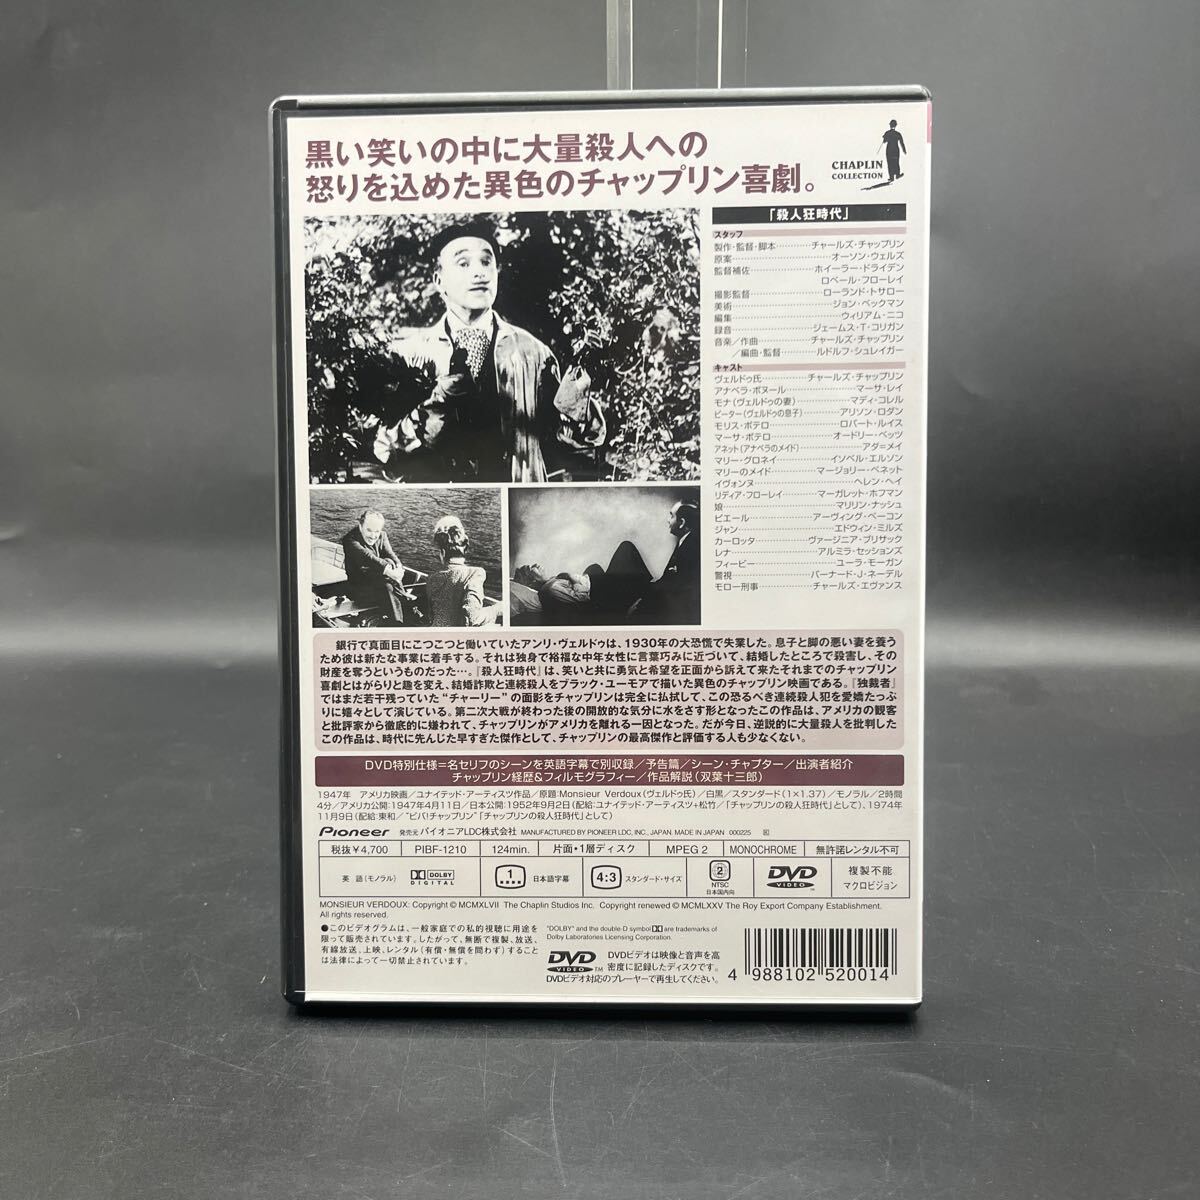 黒い笑いの中に大量殺人への
怒りを込めた異色のチャップリン喜劇。
CHAPLIN
COLLECTION
「殺人狂時代」
スタッフ
製作・監督・脚本…………チャールズ・チャップリン
原案…………オーソン・ウェルズ
監督補佐…………ホイーラー・ドライデン
ロベール・フローレイ
撮影監督…………ローランド・トサロー
美術…………ジョン・ベックマン
編集…………ウィリアム・ニコ
録音…………ジェームス・T・コリガン
音楽／作曲…………チャールズ・チャップリン
／編曲・監督…………ルドルフ・シュレイガー
キャスト
ヴェルドゥ氏…………チャールズ・チャップリン
アナベラ・ボヌール…………マーサ・レイ
モナ（ヴェルドゥの妻）…………マディ・コレル
ピーター（ヴェルドゥの息子）…………アリソン・ロダン
モリス・ボテロ…………ロバート・ルイス
マーサ・ボテロ…………オードリー・ベッツ
アネット（アナベラのメイド）…………アダ＝メイ
マリー・グロネイ…………イソベル・エルソン
マリーのメイド…………マージョリー・ベネット
イヴォンヌ…………ヘレン・ヘイ
リディア・フローレイ…………マーガレット・ホフマン
娘…………マリリン・ナッシュ
ピエール…………アーヴィング・ベーコン
ジャン…………エドウィン・ミルズ
カーロッタ…………ヴァージニア・ブリサック
レナ…………アルミラ・セッションズ
フィービー…………ユーラ・モーガン
警視…………バーナード・J・ネーデル
モロー刑事…………チャールズ・エヴァンス
銀行で真面目にこつこつと働いていたアンリ・ヴェルドゥは、1930年の大恐慌で失業した。息子と脚の悪い妻を養う
ため彼は新たな事業に着手する。それは独身で裕福な中年女性に言葉巧みに近づいて、結婚したところで殺害し、その
財産を奪うというものだった…。『殺人狂時代』は、笑いと共に勇気と希望を正面から訴えて来たそれまでのチャップリン
喜劇とはがらりと趣を変え、結婚詐欺と連続殺人をブラック・ユーモアで描いた異色のチャップリン映画である。『独裁者』
ではまだ若干残っていた“チャーリー”の面影をチャップリンは完全に払拭して、この恐るべき連続殺人犯を愛嬌たっぷ
りに嬉々として演じている。第二次大戦が終わった後の開放的な気分に水をさす形となったこの作品は、アメリカの観客
と批評家から徹底的に嫌われて、チャップリンがアメリカを離れる一因となった。だが今日、逆説的に大量殺人を批判した
この作品は、時代に先んじた早すぎた傑作として、チャップリンの最高傑作と評価する人も少なくない。
DVD特別仕様＝名セリフのシーンを英語字幕で別収録／予告篇／シーン・チャプター／出演者紹介
チャップリン経歴&フィルモグラフィー／作品解説（双葉十三郎）
1947年 アメリカ映画／ユナイテッド・アーティスツ作品／原題：Monsieur Verdoux（ヴェルドゥ氏）／白黒／スタンダード（1×1.37）／モノラル／2時間
4分／アメリカ公開：1947年4月11日／日本公開：1952年9月2日（配給：ユナイテッド・アーティスツ+松竹／「チャップリンの殺人狂時代」として）、1974年
11月9日（配給：東和／“ビバ！チャップリン”「チャップリンの殺人狂時代」として）
Pioneer 発売元 パイオニアLDC株式会社 MANUFACTURED BY PIONEER LDC, INC., JAPAN. MADE IN JAPAN 000225
税抜￥4,700 PIBF-1210 124min. 片面・1層ディスク MPEG 2 MONOCHROME 無許諾レンタル不可
英 語（モノラル） DOLBY DIGITAL 1 日本語字幕 4:3 スタンダード・サイズ 2 NTSC 日本国内向 DVD VIDEO 複製不能 マクロビジョン
MONSIEUR VERDOUX: Copyright © MCMXLVII The Chaplin Studios Inc. Copyright renewed © MCMLXXV The Roy Export Company Establishment.
All rights reserved.
●このビデオグラムは、一般家庭での私的視聴に用途を
限って販売されています。したがって、無断で複製、放送、
有線放送、上映、レンタル（有償・無償を問わず）することは
法律によって一切禁止されています。
"DOLBY" and the double-D symbol are trademarks of
Dolby Laboratories Licensing Corporation.
DVD VIDEO TM
DVDビデオは映像と音声を高
密度に記録したディスクです。
DVDビデオ対応のプレーヤーで再生してください。
4 988102 520014